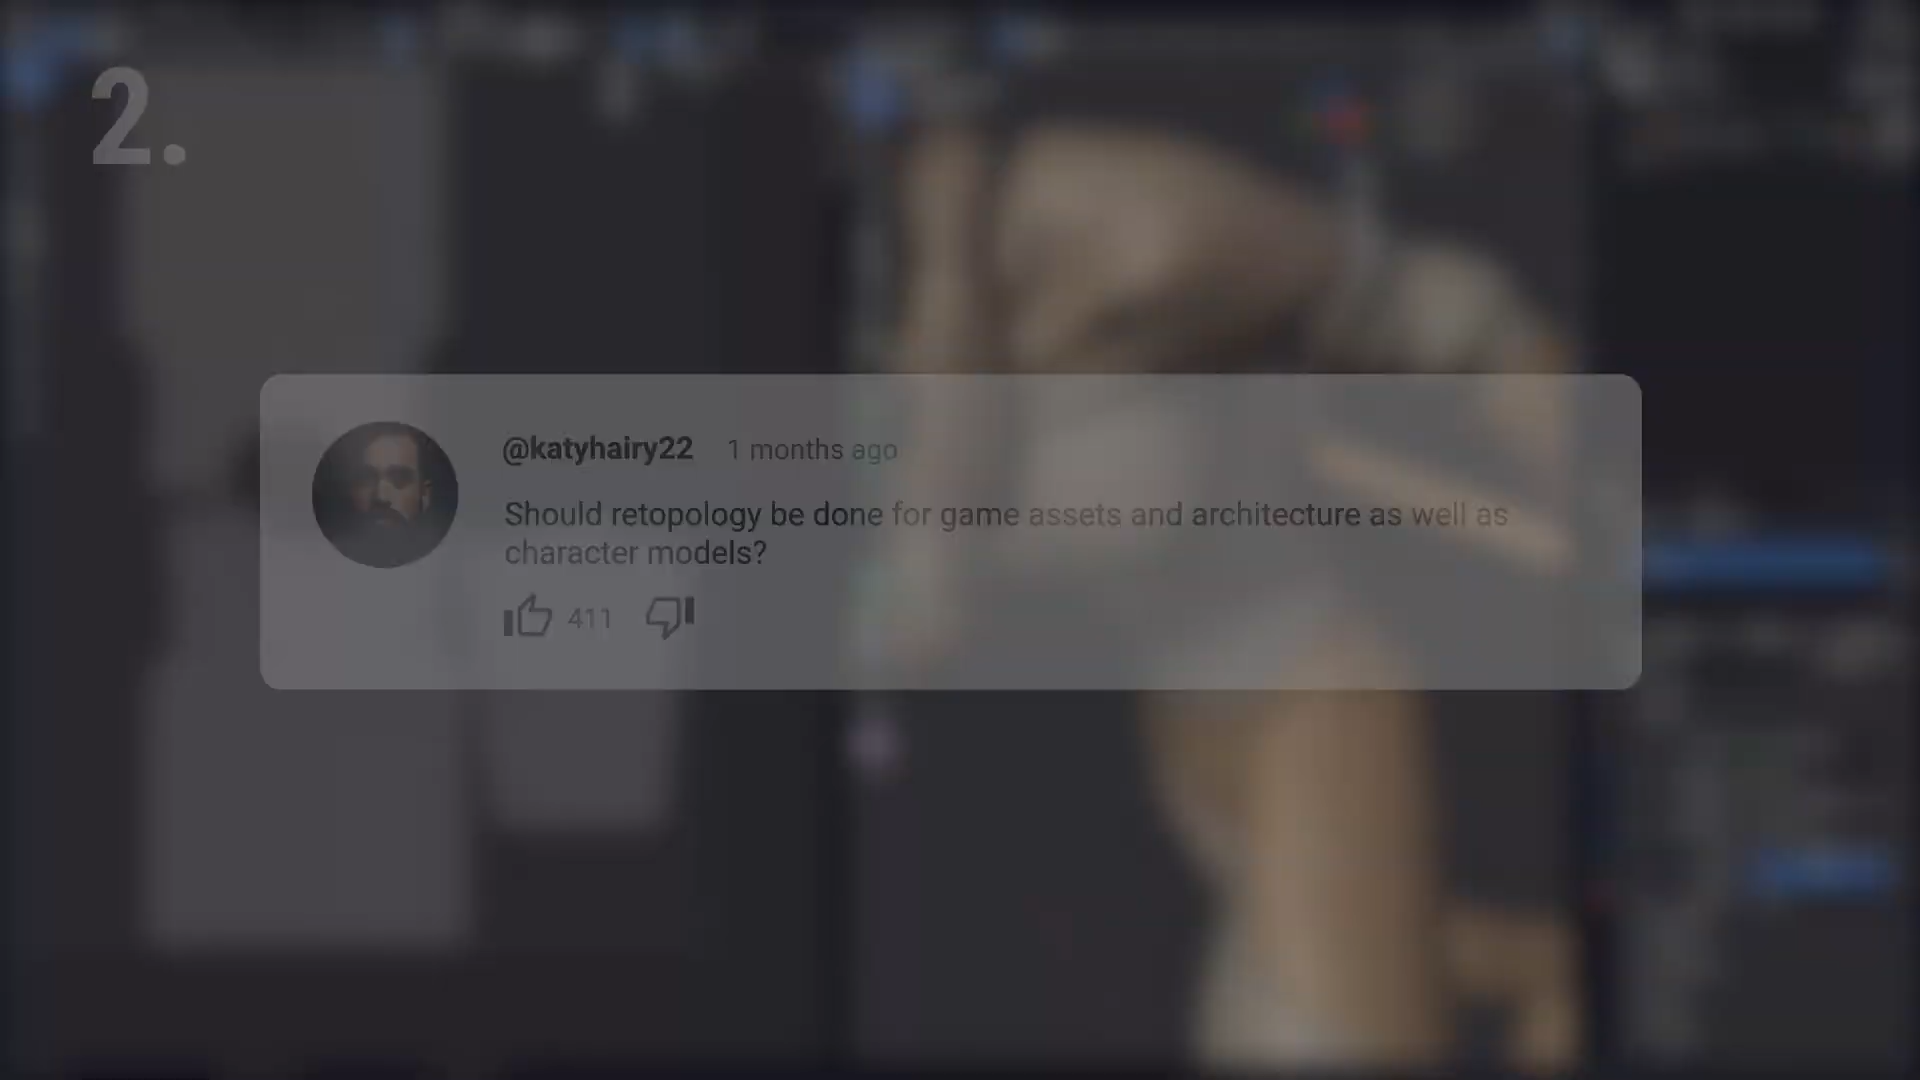 2.
@katyhairy22 1 months ago
Should retopology be done for game assets and architecture as well as
character models?
411